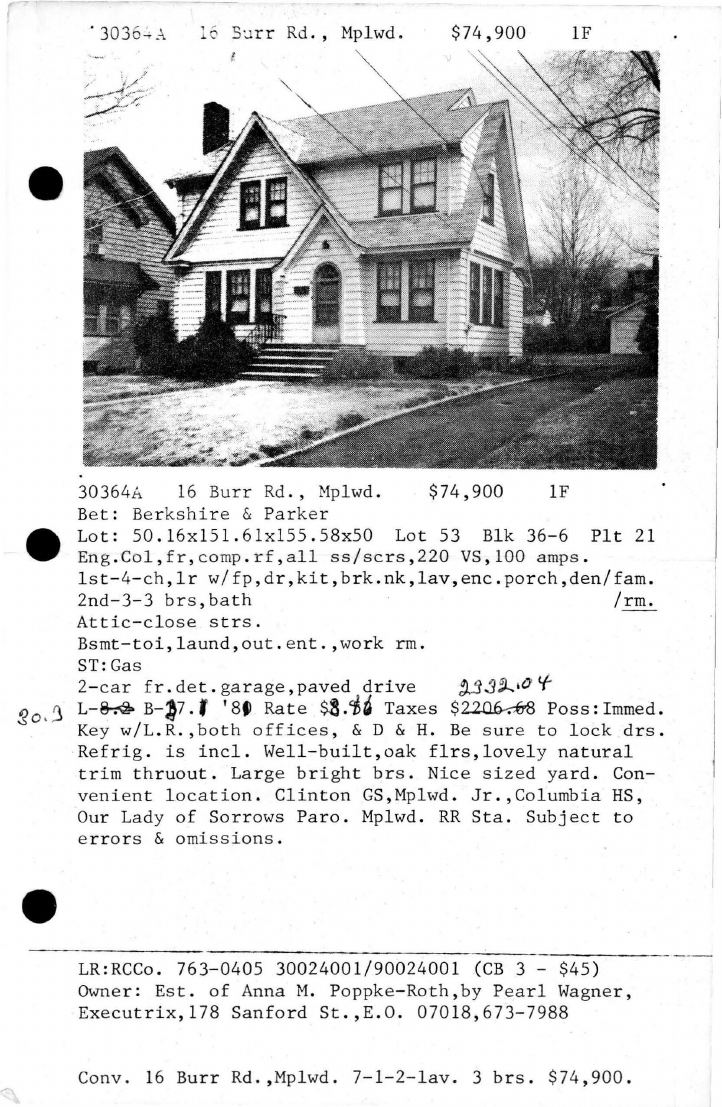 30364A 16 Burr Rd., Mplwd. $74,900 1F
30364A 16 Burr Rd., Mplwd. $74,900 1F
Bet: Berkshire & Parker
Lot: 50.16x151.61x155.58x50 Lot 53 Blk 36-6 Plt 21
Eng.Col,fr,comp.rf,all ss/scrs,220 VS,100 amps.
1st-4-ch,lr w/fp,dr,kit,brk.nk,lav,enc.porch,den/fam.
2nd-3-3 brs,bath /rm.
Attic-close strs.
Bsmt-toi,laund,out.ent.,work rm.
ST:Gas
2-car fr.det.garage,paved drive 2332.04
20.9 L-8.2 B- '80 Rate Taxes $2206.68 Poss:Immed.
Key w/L.R.,both offices, & D & H. Be sure to lock drs.
Refrig. is incl. Well-built,oak flrs,lovely natural
trim thruout. Large bright brs. Nice sized yard. Con-
venient location. Clinton GS,Mplwd. Jr.,Columbia HS,
Our Lady of Sorrows Paro. Mplwd. RR Sta. Subject to
errors & omissions.
LR:RCCo. 763-0405 30024001/90024001 (CB 3 - $45)
Owner: Est. of Anna M. Poppke-Roth,by Pearl Wagner,
Executrix,178 Sanford St.,E.O. 07018,673-7988
Conv. 16 Burr Rd.,Mplwd. 7-1-2-lav. 3 brs. $74,900.